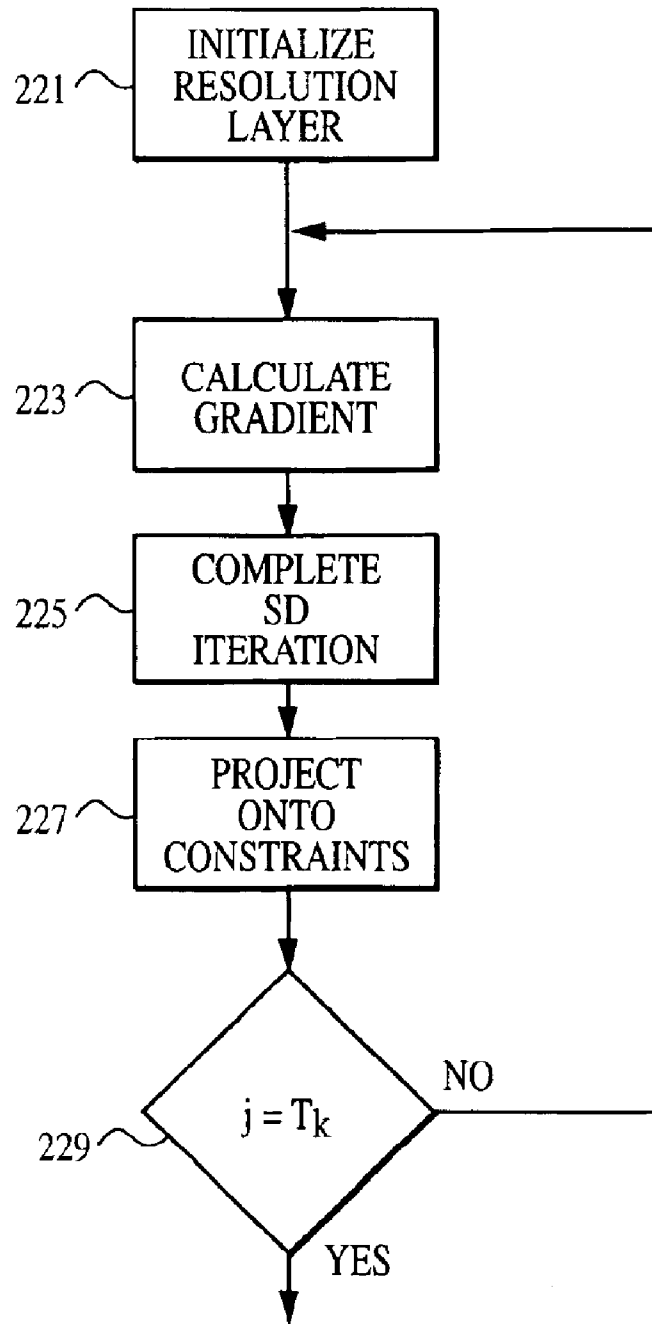 INITIALIZE
RESOLUTION
LAYER
221
CALCULATE
GRADIENT
223
COMPLETE
SD
ITERATION
225
PROJECT
ONTO
CONSTRAINTS
227
j = Tk
NO
229
YES